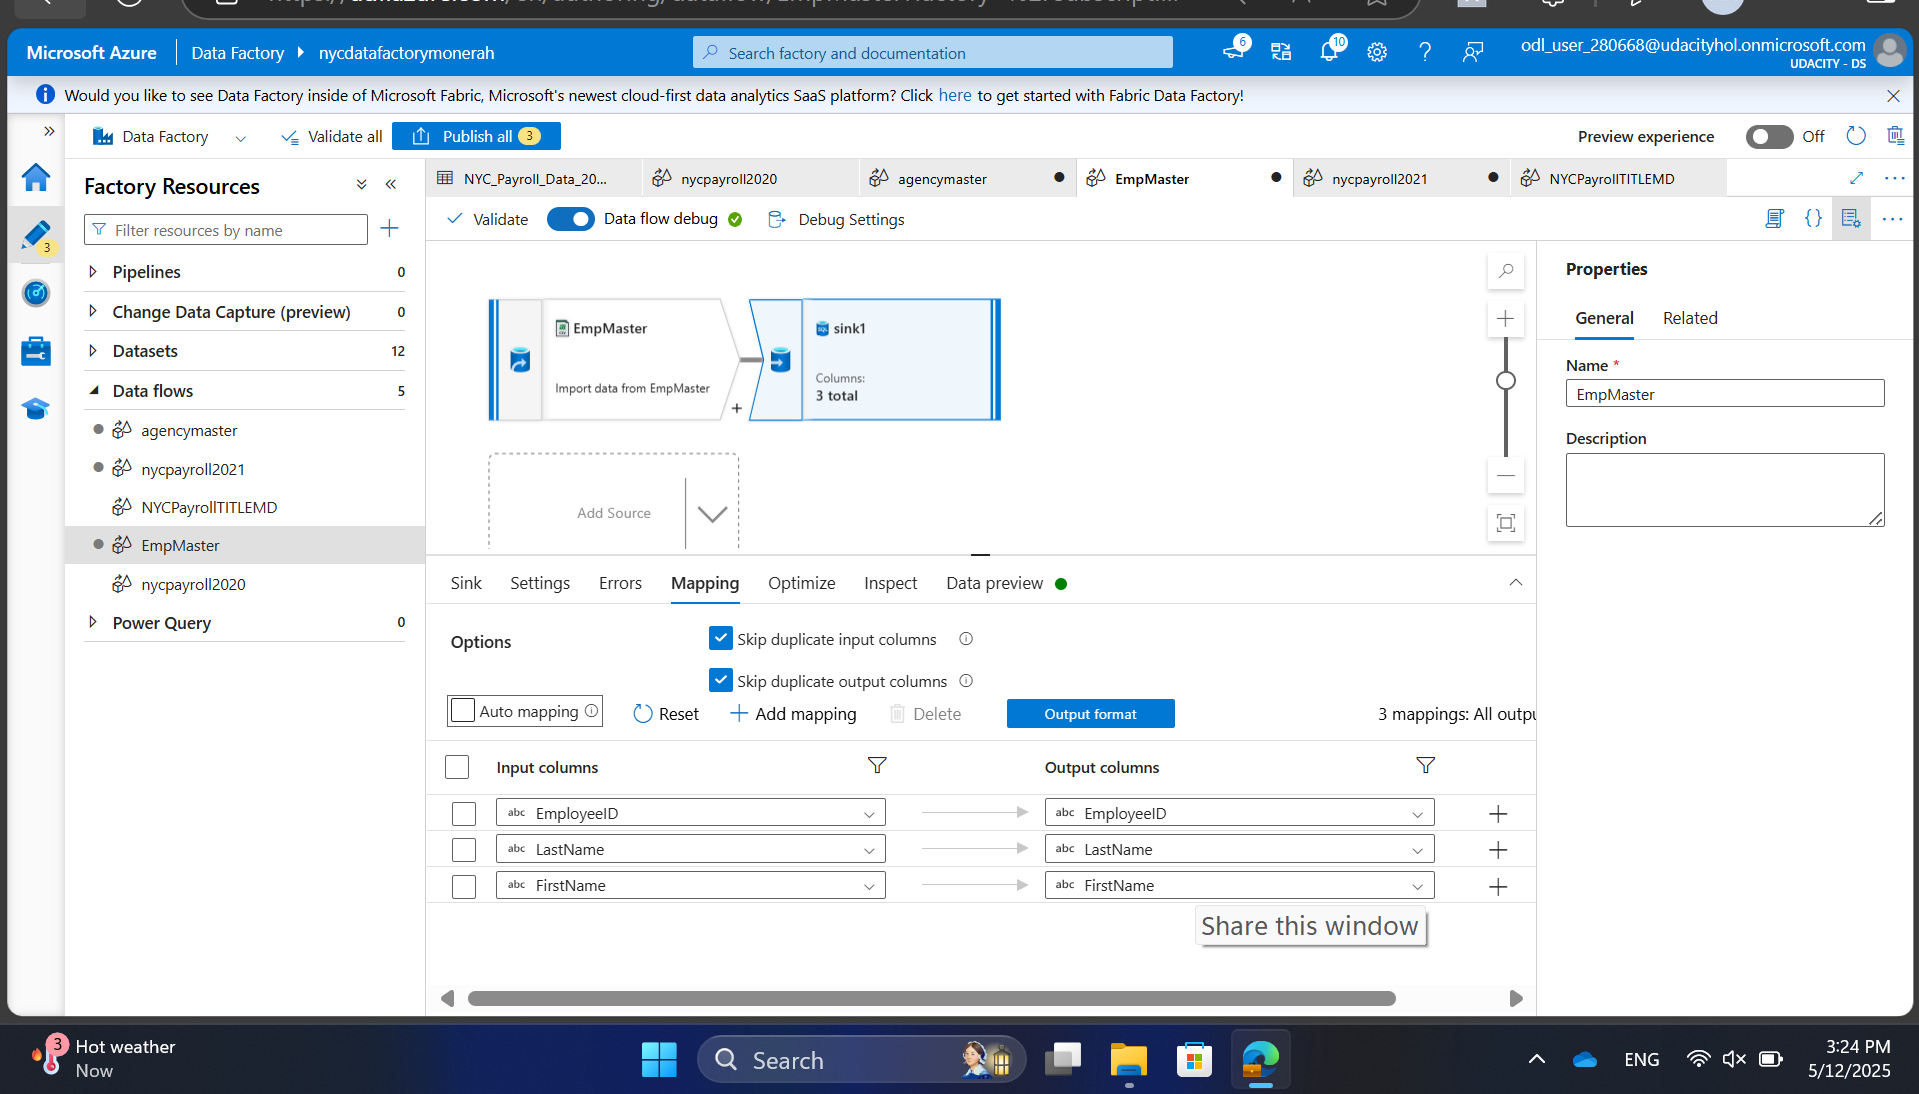 Microsoft Azure
Data Factory
nycdatafactorymonerah
Search factory and documentation
6
10
odl_user_280668@udacityhol.onmicrosoft.com
UDACITY - DS
Would you like to see Data Factory inside of Microsoft Fabric, Microsoft's newest cloud-first data analytics SaaS platform? Click here to get started with Fabric Data Factory!
Data Factory
Validate all
Publish all 3
Preview experience
Off
3
Factory Resources
Filter resources by name
Pipelines 0
Change Data Capture (preview) 0
Datasets 12
Data flows 5
agencymaster
nycpayroll2021
NYCPayrollTITLEMD
EmpMaster
nycpayroll2020
Power Query 0
NYC_Payroll_Data_20...
nycpayroll2020
agencymaster
EmpMaster
nycpayroll2021
NYCPayrollTITLEMD
Validate
Data flow debug
Debug Settings
EmpMaster
Import data from EmpMaster
+
sink1
Columns:
3 total
Add Source
Properties
General
Related
Name *
EmpMaster
Description
Sink
Settings
Errors
Mapping
Optimize
Inspect
Data preview
Options
Skip duplicate input columns
Skip duplicate output columns
Auto mapping
Reset
Add mapping
Delete
Output format
3 mappings: All outpu
Input columns
Output columns
abc EmployeeID
abc EmployeeID
abc LastName
abc LastName
abc FirstName
abc FirstName
Share this window
3
Hot weather
Now
Search
ENG
3:24 PM
5/12/2025